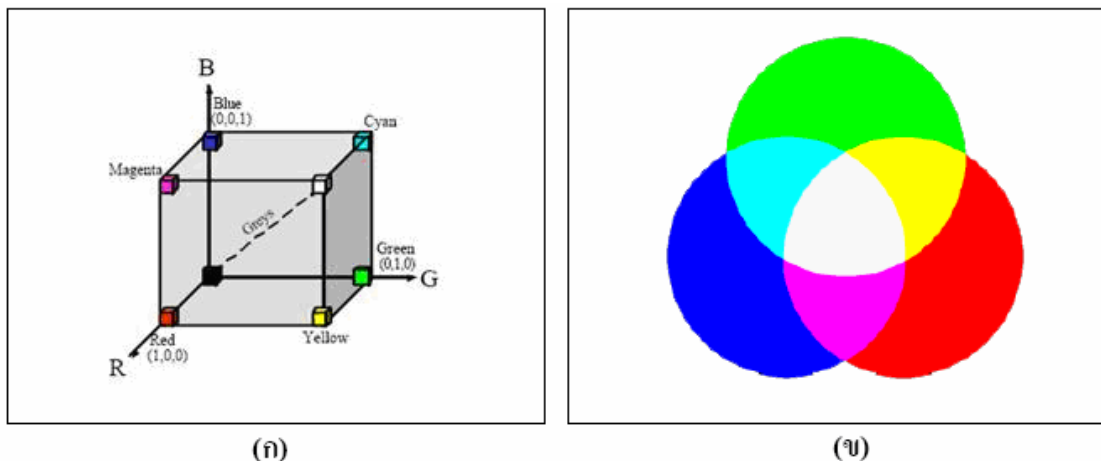 B
Blue
(0,0,1)
Cyan
Magenta
Greys
Green
(0,1,0)
G
Red
(1,0,0)
Yellow
R
(ก)
(ข)